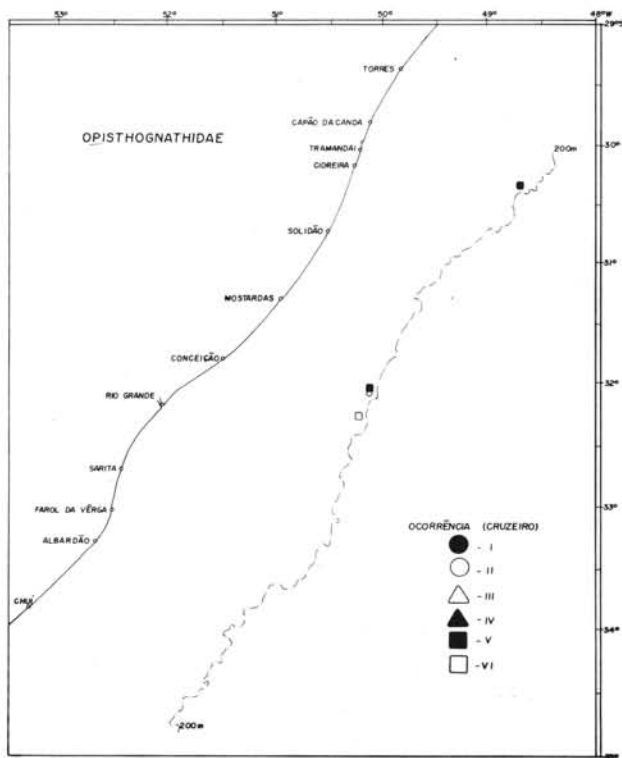 53° 52° 51° 50° 49° 48°W
29°S
TORRES
CAPÃO DA CANOA
OPISTHOGNATHIDAE
TRAMANDAÍ
200m
30°
CIDREIRA
SOLIDÃO
31°
MOSTARDAS
CONCEIÇÃO
32°
RIO GRANDE
SARITA
FAROL DA VÊRGA
33°
OCORRÊNCIA (CRUZEIRO)
ALBARDÃO
- I
- II
CHUÍ
- III
34°
- IV
- V
- VI
-200m